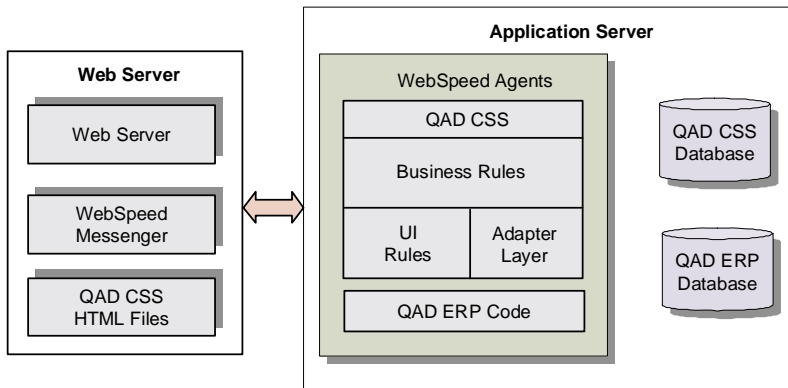 Web Server
Web Server
WebSpeed
Messenger
QAD CSS
HTML Files
Application Server
WebSpeed Agents
QAD CSS
Business Rules
UI
Rules
Adapter
Layer
QAD ERP Code
QAD CSS
Database
QAD ERP
Database